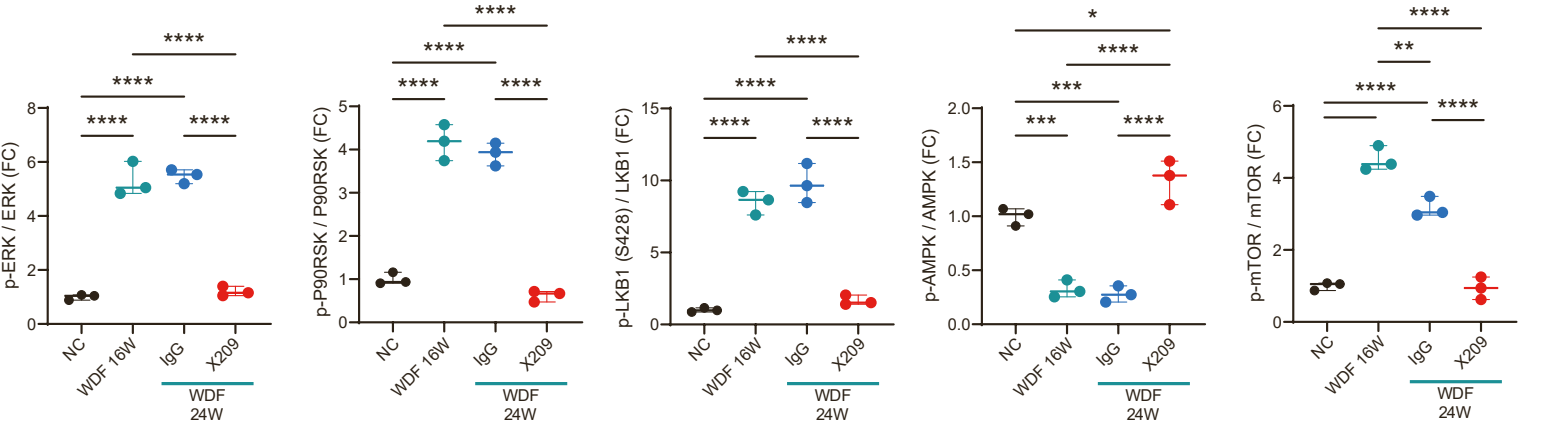 p-ERK / ERK (FC)
8
6
4
2
0
****
****
****
****
NC
WDF 16W
IgG
X209
WDF
24W
p-P90RSK / P90RSK (FC)
5
4
3
2
1
0
****
****
****
****
NC
WDF 16W
IgG
X209
WDF
24W
p-LKB1 (S428) / LKB1 (FC)
15
10
5
0
****
****
****
****
NC
WDF 16W
IgG
X209
WDF
24W
p-AMPK / AMPK (FC)
2.0
1.5
1.0
0.5
0.0
*
****
***
***
****
NC
WDF 16W
IgG
X209
WDF
24W
p-mTOR / mTOR (FC)
6
4
2
0
****
**
****
****
NC
WDF 16W
IgG
X209
WDF
24W